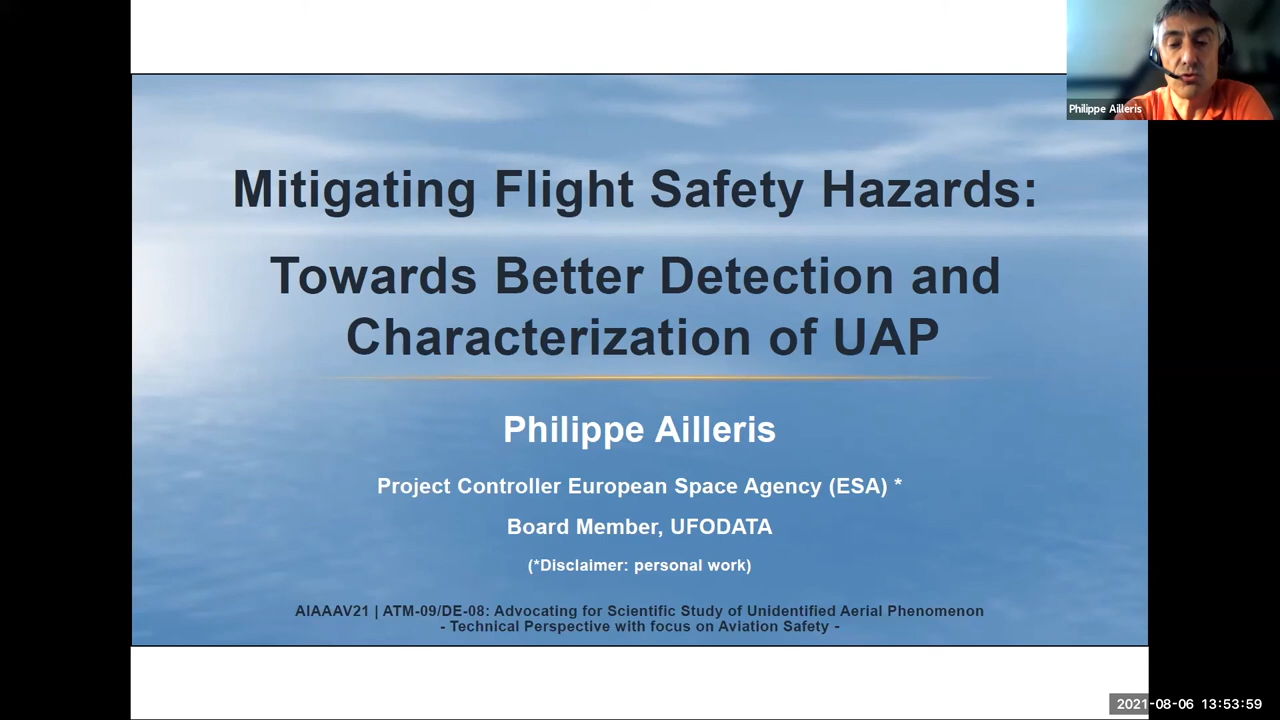 Philippe Ailleris
Mitigating Flight Safety Hazards:
Towards Better Detection and
Characterization of UAP
Philippe Ailleris
Project Controller European Space Agency (ESA) *
Board Member, UFODATA
(*Disclaimer: personal work)
AIAAAV21 | ATM-09/DE-08: Advocating for Scientific Study of Unidentified Aerial Phenomenon
- Technical Perspective with focus on Aviation Safety -
2021-08-06 13:53:59